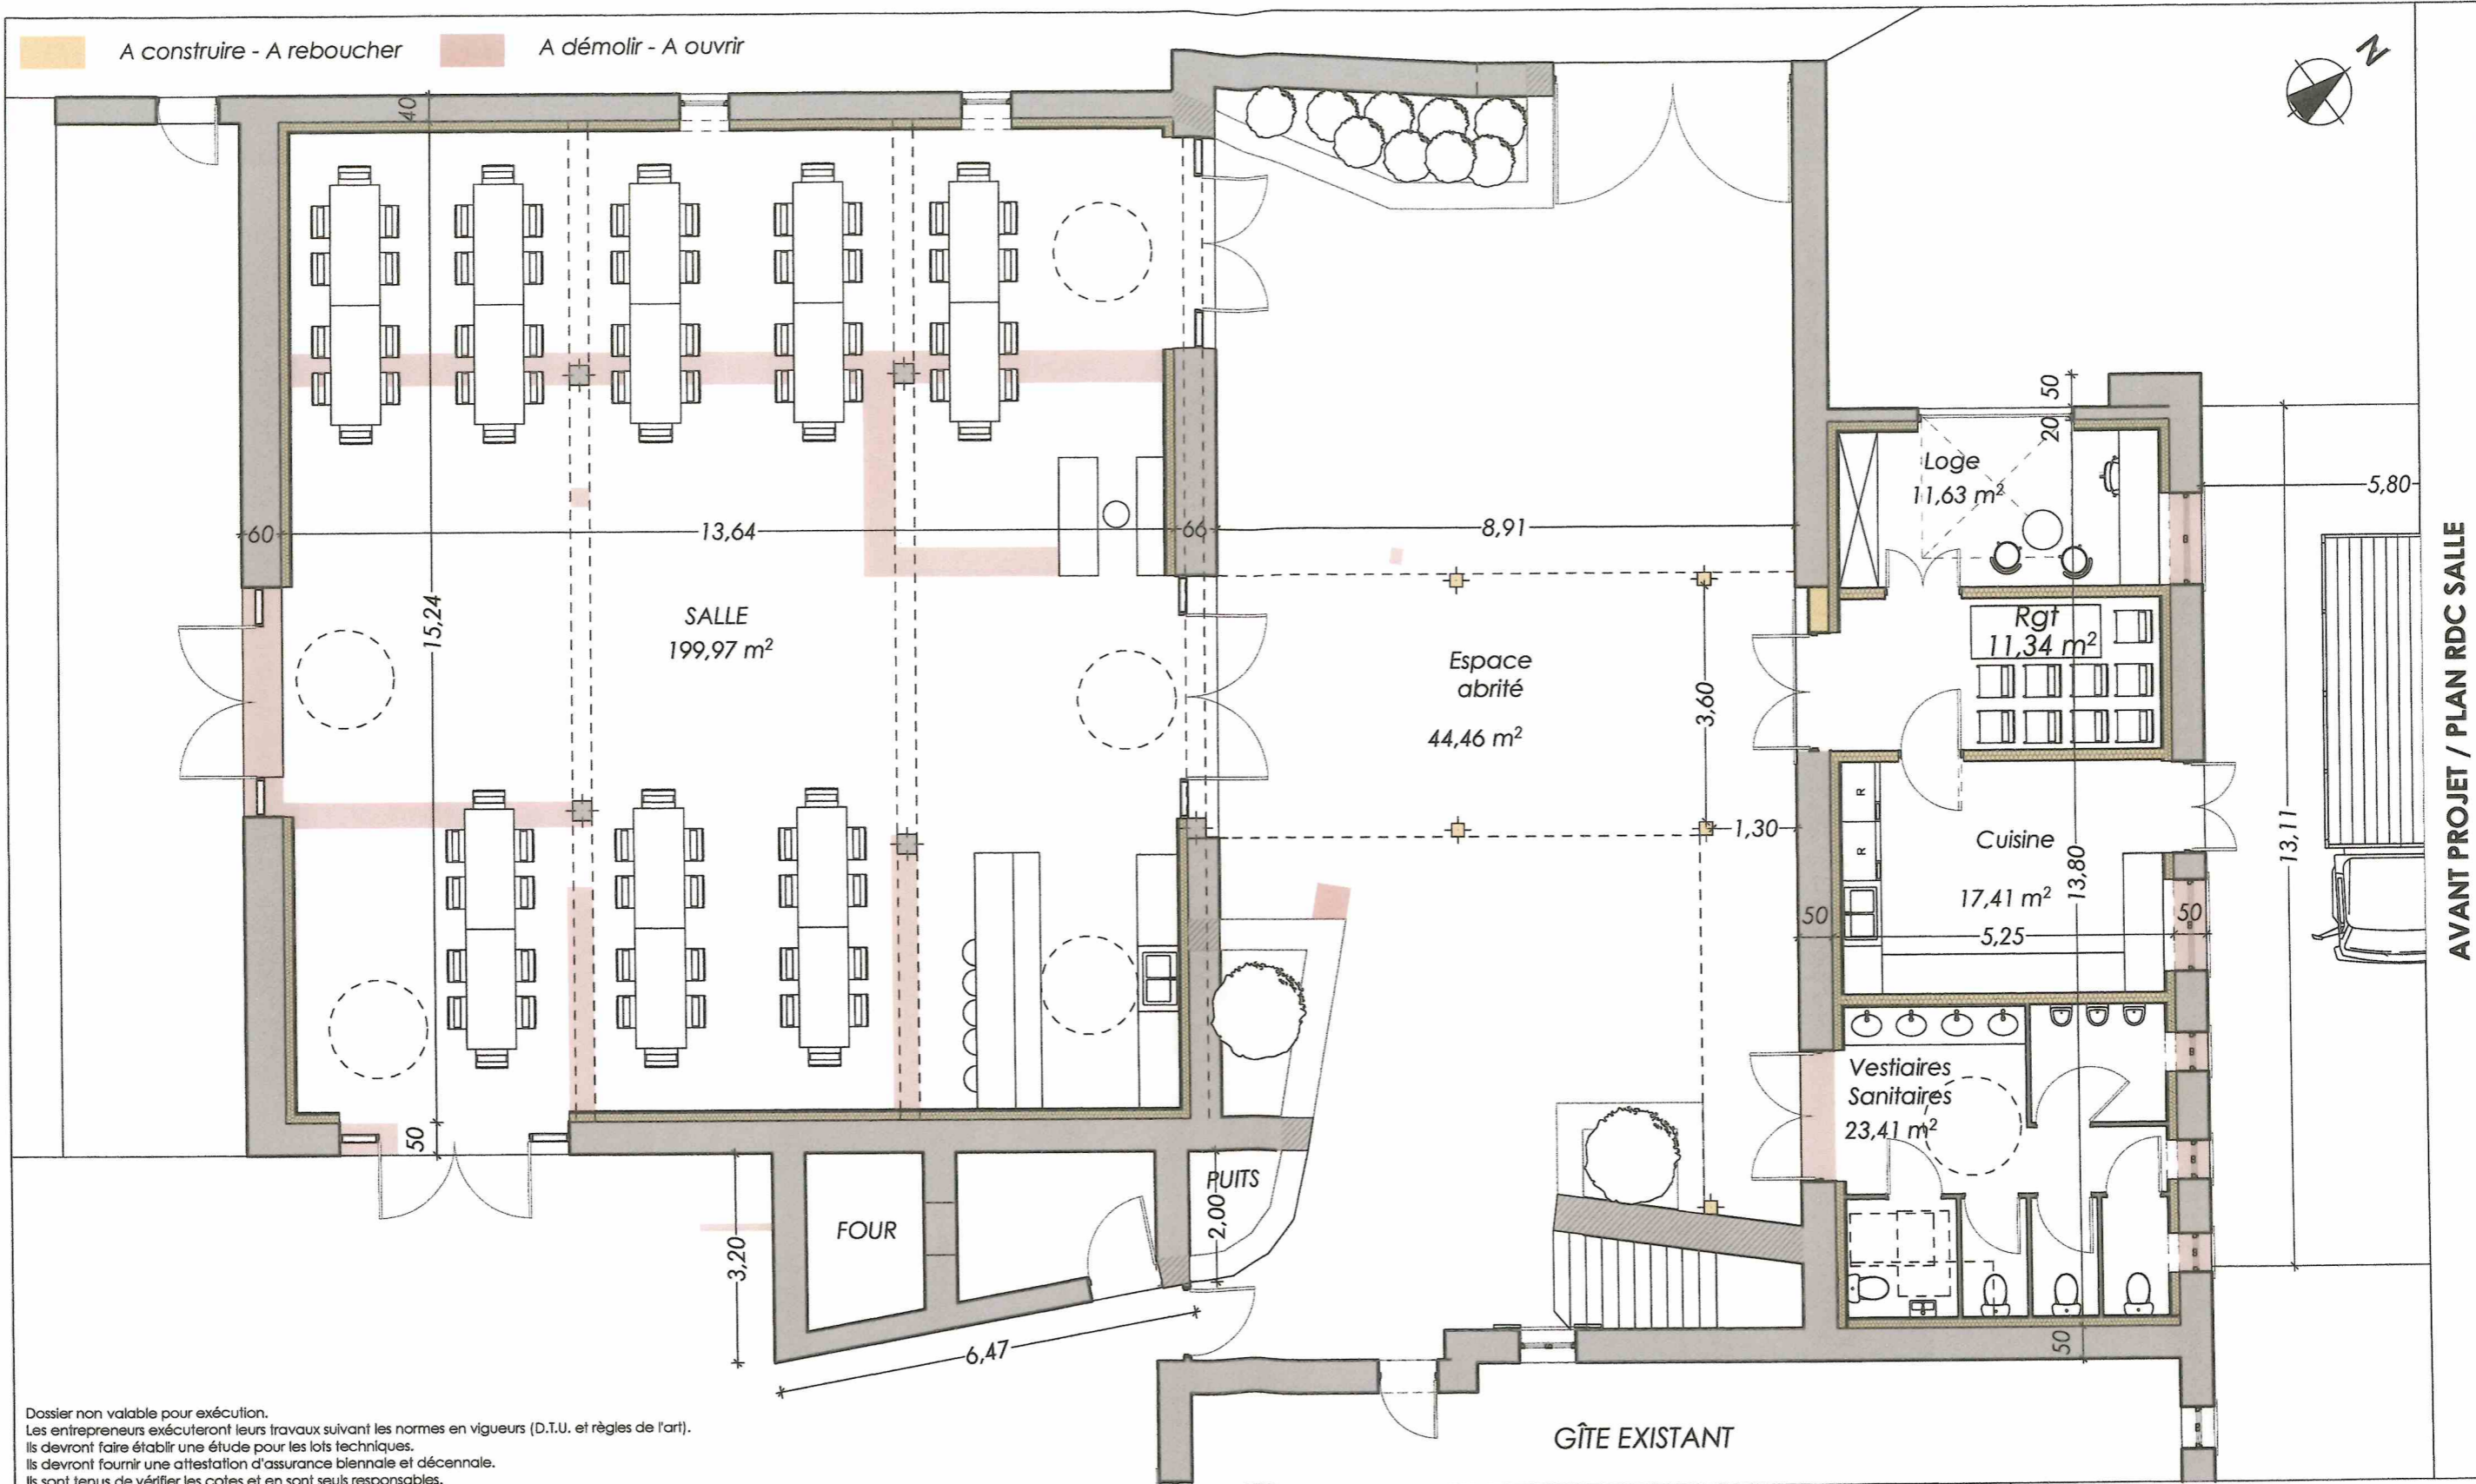 A construire - A reboucher
A démolir - A ouvrir
N
40
50
20
Loge
11,63 m²
5,80
60
13,64
66
8,91
Rgt
11,34 m²
15,24
SALLE
199,97 m²
Espace
abrité
44,46 m²
3,60
1,30
R
R
Cuisine
17,41 m²
13,80
13,11
50
5,25
50
B
B
B
B
B
Vestiaires
Sanitaires
23,41 m²
50
PUITS
2,00
FOUR
3,20
6,47
50
GÎTE EXISTANT
AVANT PROJET / PLAN RDC SALLE
Dossier non valable pour exécution.
Les entrepreneurs exécuteront leurs travaux suivant les normes en vigueurs (D.T.U. et règles de l'art).
Ils devront faire établir une étude pour les lots techniques.
Ils devront fournir une attestation d'assurance biennale et décennale.
Ils sont tenus de vérifier les cotes et en sont seuls responsables.